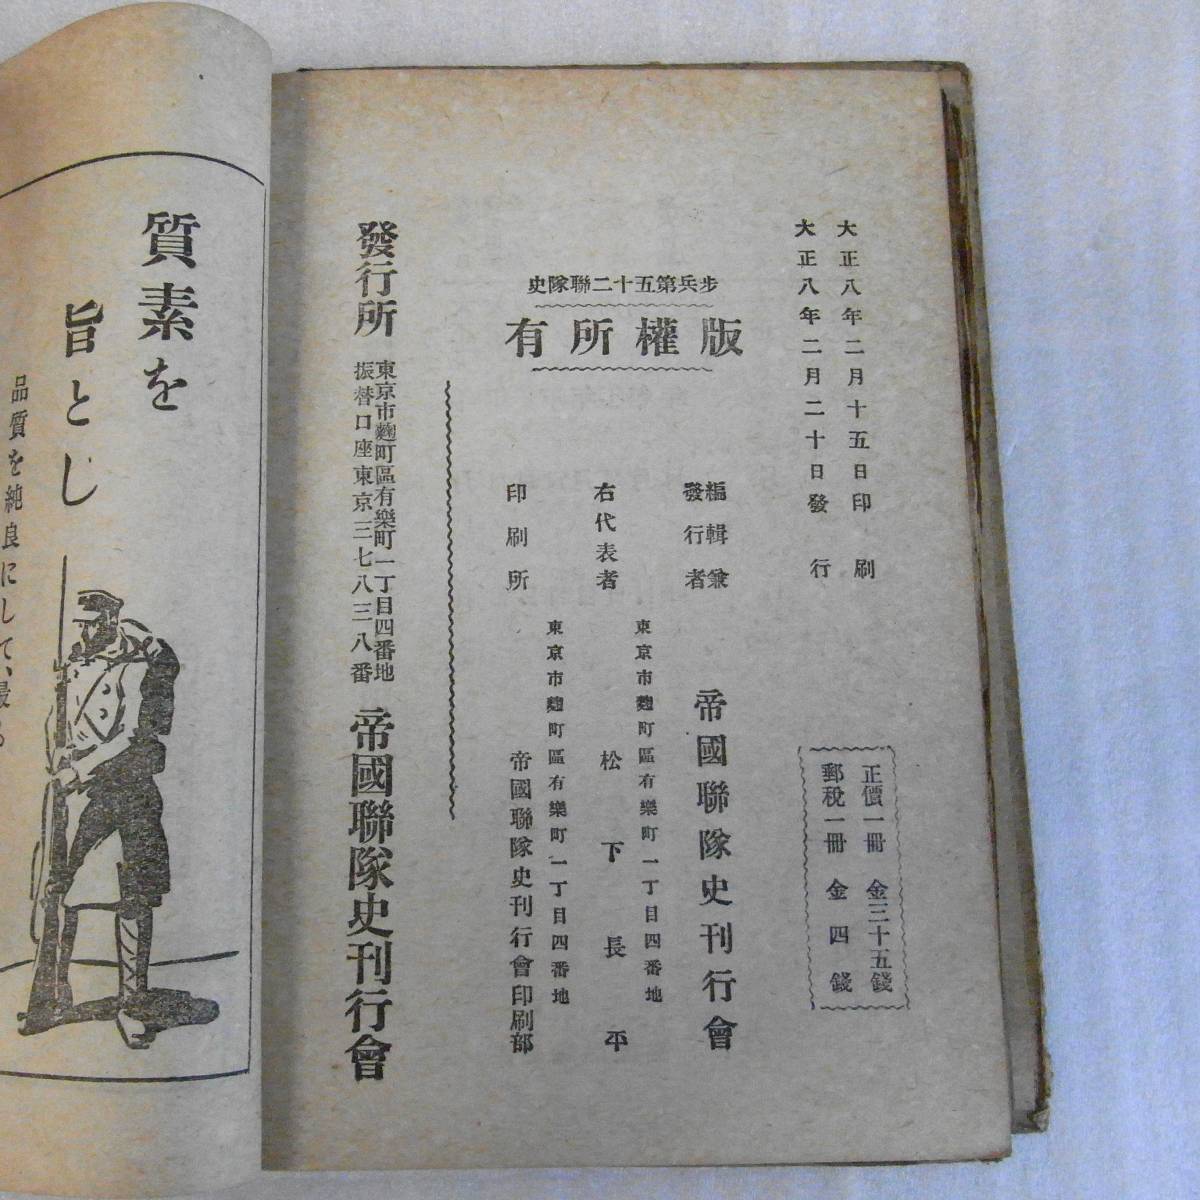 大正八年二月十五日印刷
大正八年二月二十日發行
正價一冊 金三十五錢
郵税一冊 金四錢
步兵第五十二聯隊史
版權所有
編輯兼
發行者
帝國聯隊史刊行會
東京市麹町區有樂町一丁目四番地
右代表者 松下長平
東京市麹町區有樂町一丁目四番地
印刷所 帝國聯隊史刊行會印刷部
發行所
東京市麹町區有樂町一丁目四番地
振替口座東京三七八三八番
帝國聯隊史刊行會
質素を
旨とし
品質を純良にして、最も